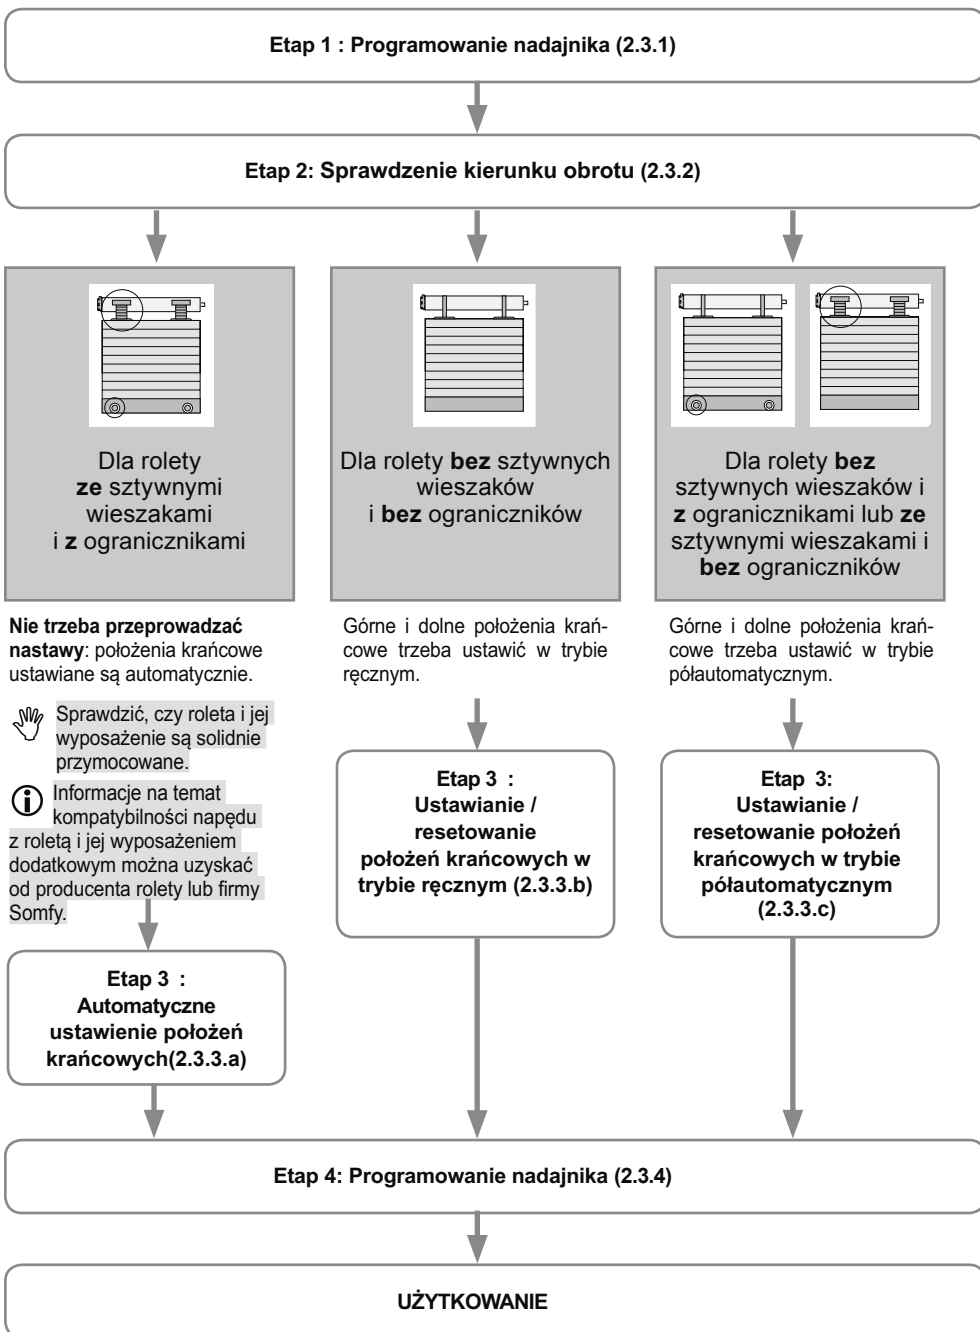 Etap 1 : Programowanie nadajnika (2.3.1)
Etap 2: Sprawdzenie kierunku obrotu (2.3.2)
Dla rolety
ze sztywnymi
wieszakami
i z ogranicznikami
Nie trzeba przeprowadzać
nastawy: położenia krańcowe
ustawiane są automatycznie.
Sprawdzić, czy roleta i jej
wyposażenie są solidnie
przymocowane.
Informacje na temat
kompatybilności napędu
z roletą i jej wyposażeniem
dodatkowym można uzyskać
od producenta rolety lub firmy
Somfy.
Etap 3 :
Automatyczne
ustawienie położeń
krańcowych(2.3.3.a)
Dla rolety bez sztywnych
wieszaków
i bez ograniczników
Górne i dolne położenia krań-
cowe trzeba ustawić w trybie
ręcznym.
Etap 3 :
Ustawianie /
resetowanie
położeń krańcowych w
trybie ręcznym (2.3.3.b)
Dla rolety bez
sztywnych wieszaków i
z ogranicznikami lub ze
sztywnymi wieszakami i
bez ograniczników
Górne i dolne położenia krań-
cowe trzeba ustawić w trybie
półautomatycznym.
Etap 3:
Ustawianie /
resetowanie położeń
krańcowych w trybie
półautomatycznym
(2.3.3.c)
Etap 4: Programowanie nadajnika (2.3.4)
UŻYTKOWANIE